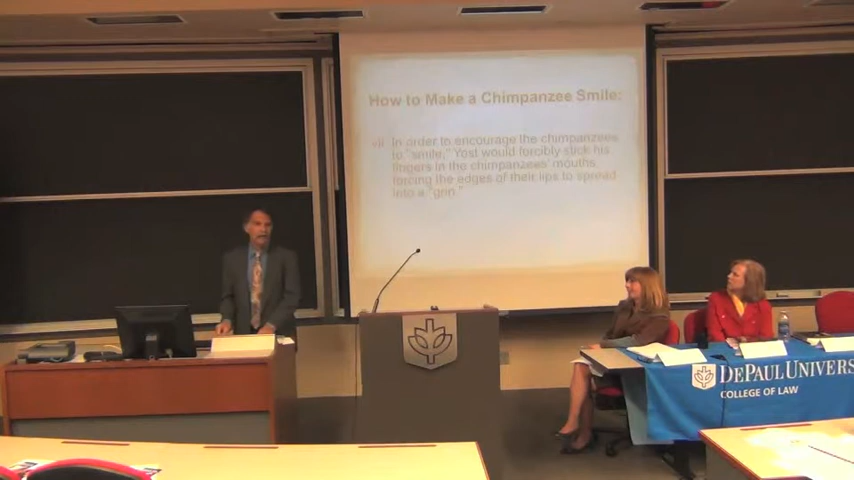 How to Make a Chimpanzee Smile:
In order to encourage the chimpanzees
to "smile," Yost would forcibly stick his
fingers in the chimpanzees' mouths,
forcing the edges of their lips to spread
into a "grin."
DEPAUL UNIVERS
COLLEGE OF LAW